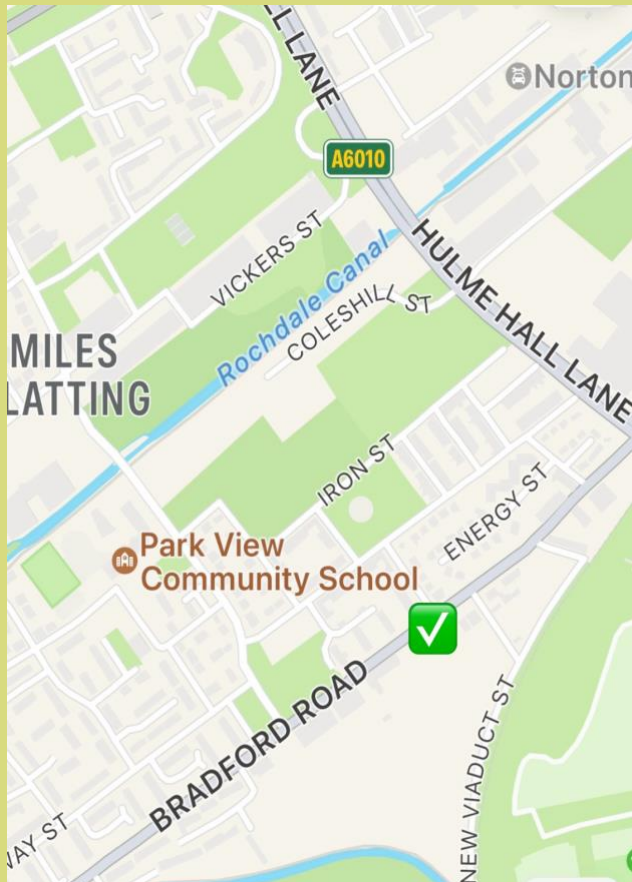 LL LANE
Norton
A6010
VICKERS ST
HULME HALL LANE
Rochdale Canal
COLESHILL ST
MILES
LATTING
IRON ST
ENERGY ST
Park View
Community School
BRADFORD ROAD
NEW VIADUCT ST
WAY ST